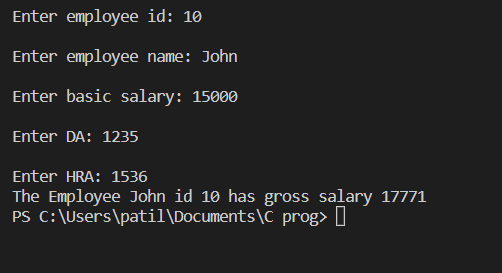 Enter employee id: 10
Enter employee name: John
Enter basic salary: 15000
Enter DA: 1235
Enter HRA: 1536
The Employee John id 10 has gross salary 17771
PS C:\Users\patil\Documents\C prog>